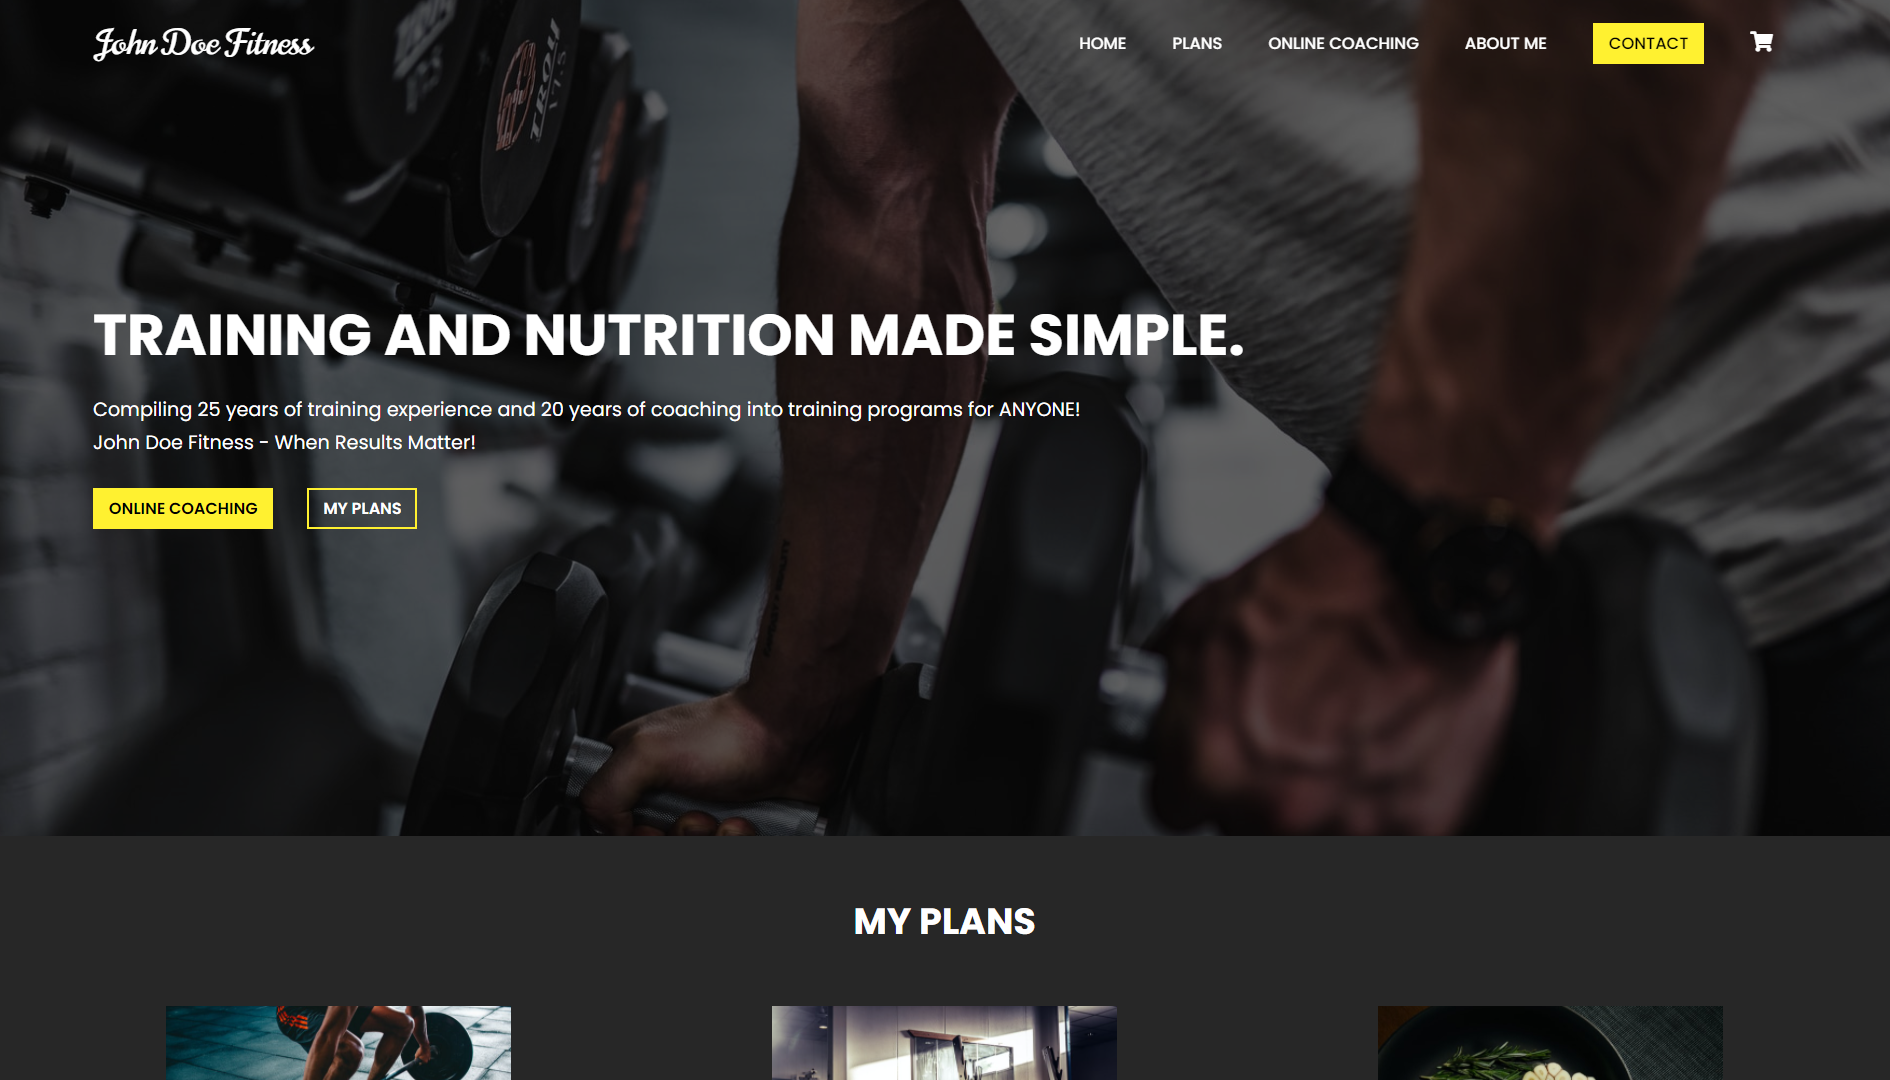 John Doe Fitness
HOME PLANS ONLINE COACHING ABOUT ME CONTACT
TRAINING AND NUTRITION MADE SIMPLE.
Compiling 25 years of training experience and 20 years of coaching into training programs for ANYONE!
John Doe Fitness - When Results Matter!
ONLINE COACHING MY PLANS
MY PLANS